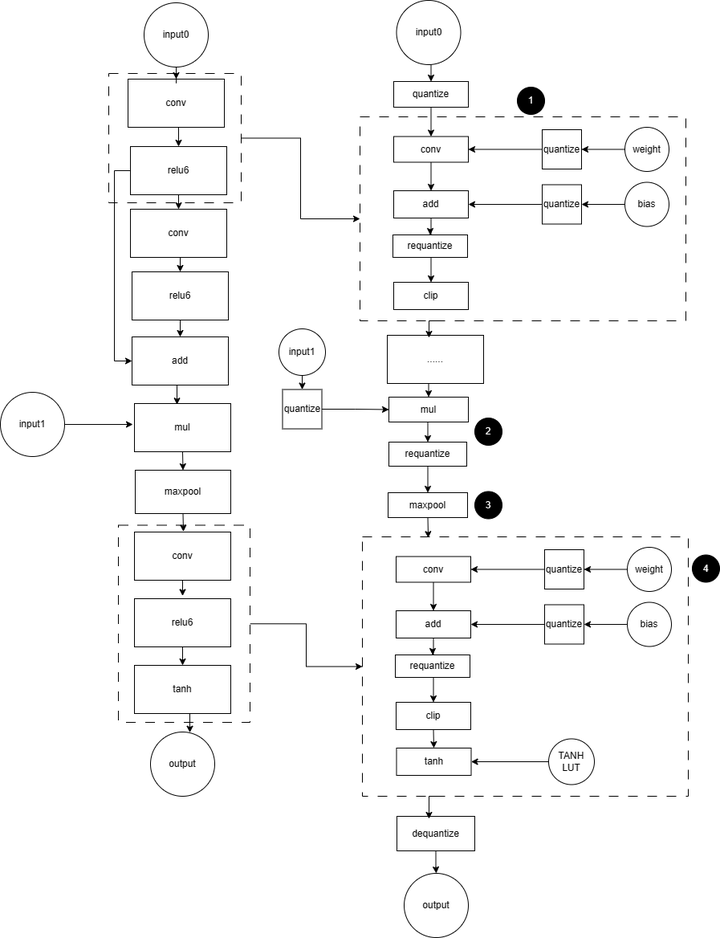 input0
conv
relu6
conv
relu6
add
input1
mul
maxpool
conv
relu6
tanh
output
input0
quantize
1
conv
quantize
weight
add
quantize
bias
requantize
clip
......
input1
quantize
mul
2
requantize
maxpool
3
4
conv
quantize
weight
add
quantize
bias
requantize
clip
tanh
TANH
LUT
dequantize
output